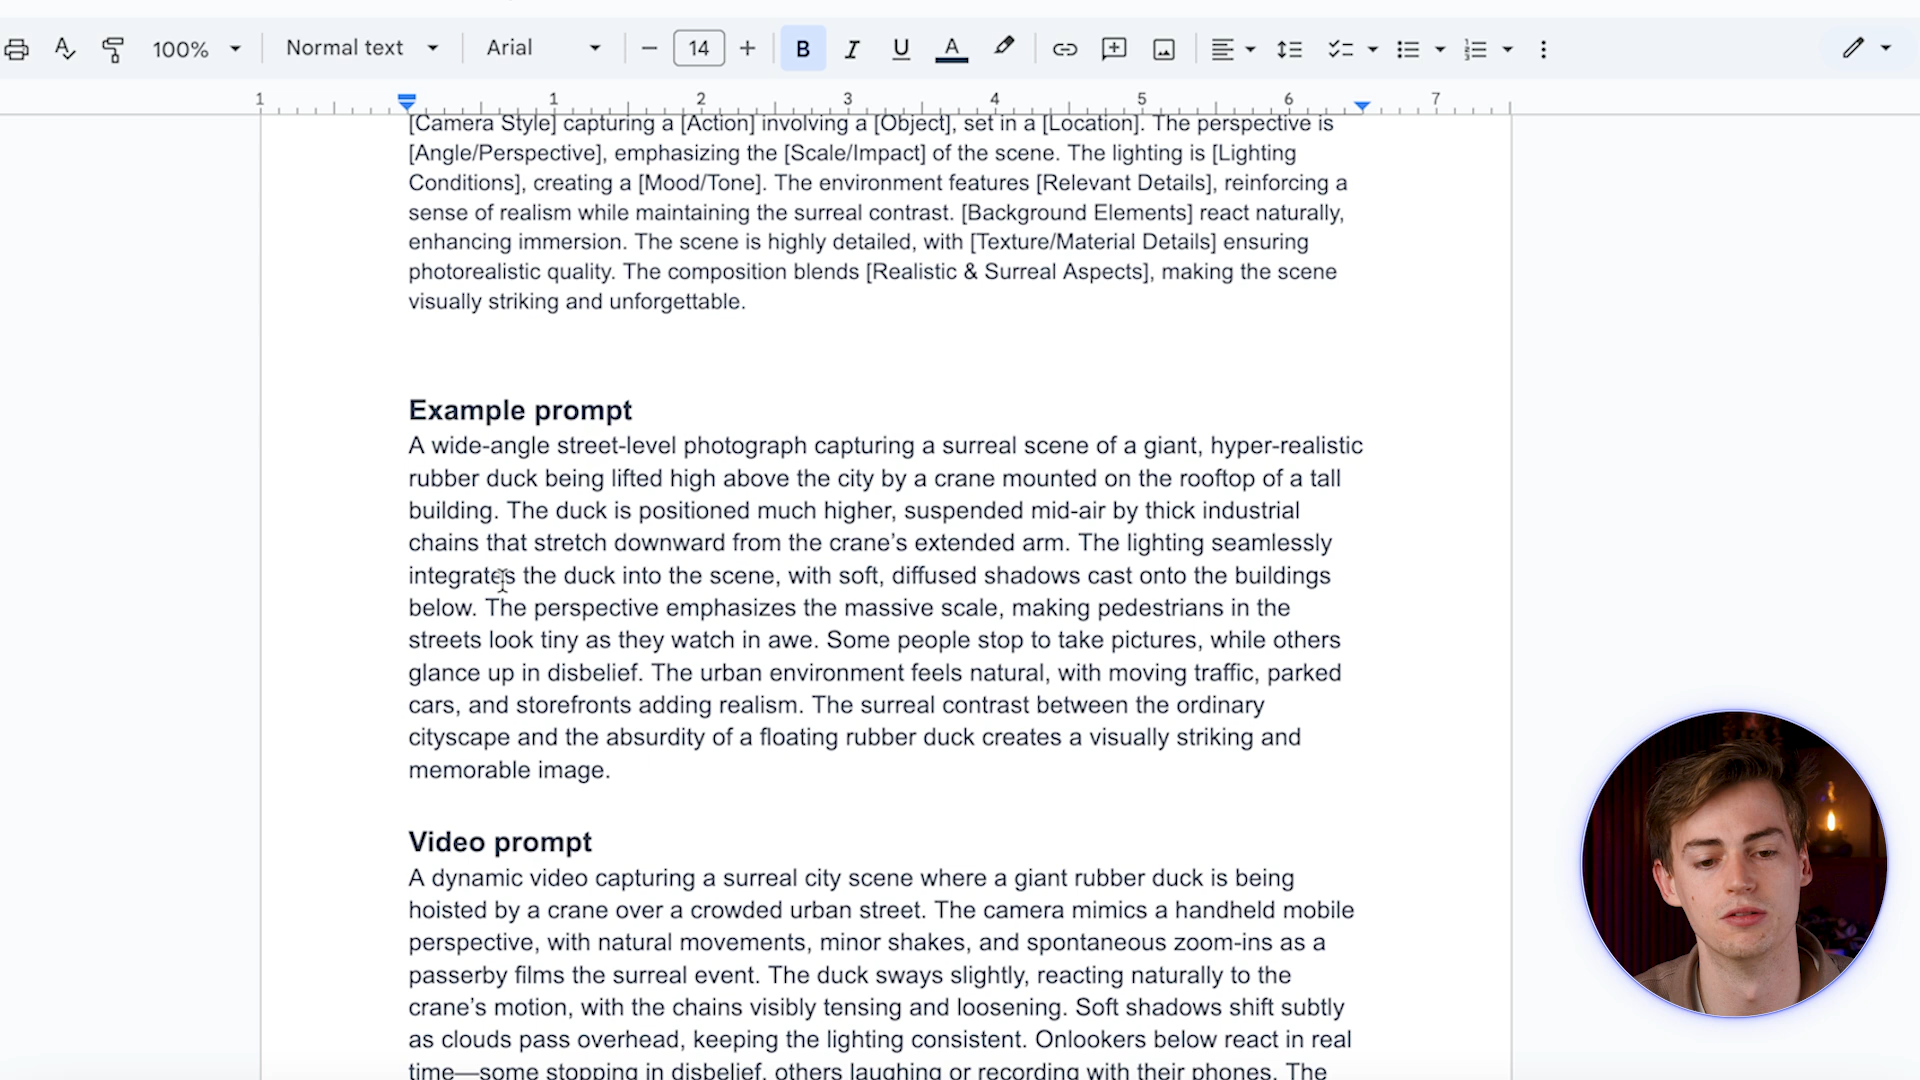 100% Normal text Arial 14 B I U A
1 1 2 3 4 5 6 7
[Camera Style] capturing a [Action] involving a [Object], set in a [Location]. The perspective is
[Angle/Perspective], emphasizing the [Scale/Impact] of the scene. The lighting is [Lighting
Conditions], creating a [Mood/Tone]. The environment features [Relevant Details], reinforcing a
sense of realism while maintaining the surreal contrast. [Background Elements] react naturally,
enhancing immersion. The scene is highly detailed, with [Texture/Material Details] ensuring
photorealistic quality. The composition blends [Realistic & Surreal Aspects], making the scene
visually striking and unforgettable.
Example prompt
A wide-angle street-level photograph capturing a surreal scene of a giant, hyper-realistic
rubber duck being lifted high above the city by a crane mounted on the rooftop of a tall
building. The duck is positioned much higher, suspended mid-air by thick industrial
chains that stretch downward from the crane’s extended arm. The lighting seamlessly
integrates the duck into the scene, with soft, diffused shadows cast onto the buildings
below. The perspective emphasizes the massive scale, making pedestrians in the
streets look tiny as they watch in awe. Some people stop to take pictures, while others
glance up in disbelief. The urban environment feels natural, with moving traffic, parked
cars, and storefronts adding realism. The surreal contrast between the ordinary
cityscape and the absurdity of a floating rubber duck creates a visually striking and
memorable image.
Video prompt
A dynamic video capturing a surreal city scene where a giant rubber duck is being
hoisted by a crane over a crowded urban street. The camera mimics a handheld mobile
perspective, with natural movements, minor shakes, and spontaneous zoom-ins as a
passerby films the surreal event. The duck sways slightly, reacting naturally to the
crane’s motion, with the chains visibly tensing and loosening. Soft shadows shift subtly
as clouds pass overhead, keeping the lighting consistent. Onlookers below react in real
time—some stopping in disbelief, others laughing or recording with their phones. The